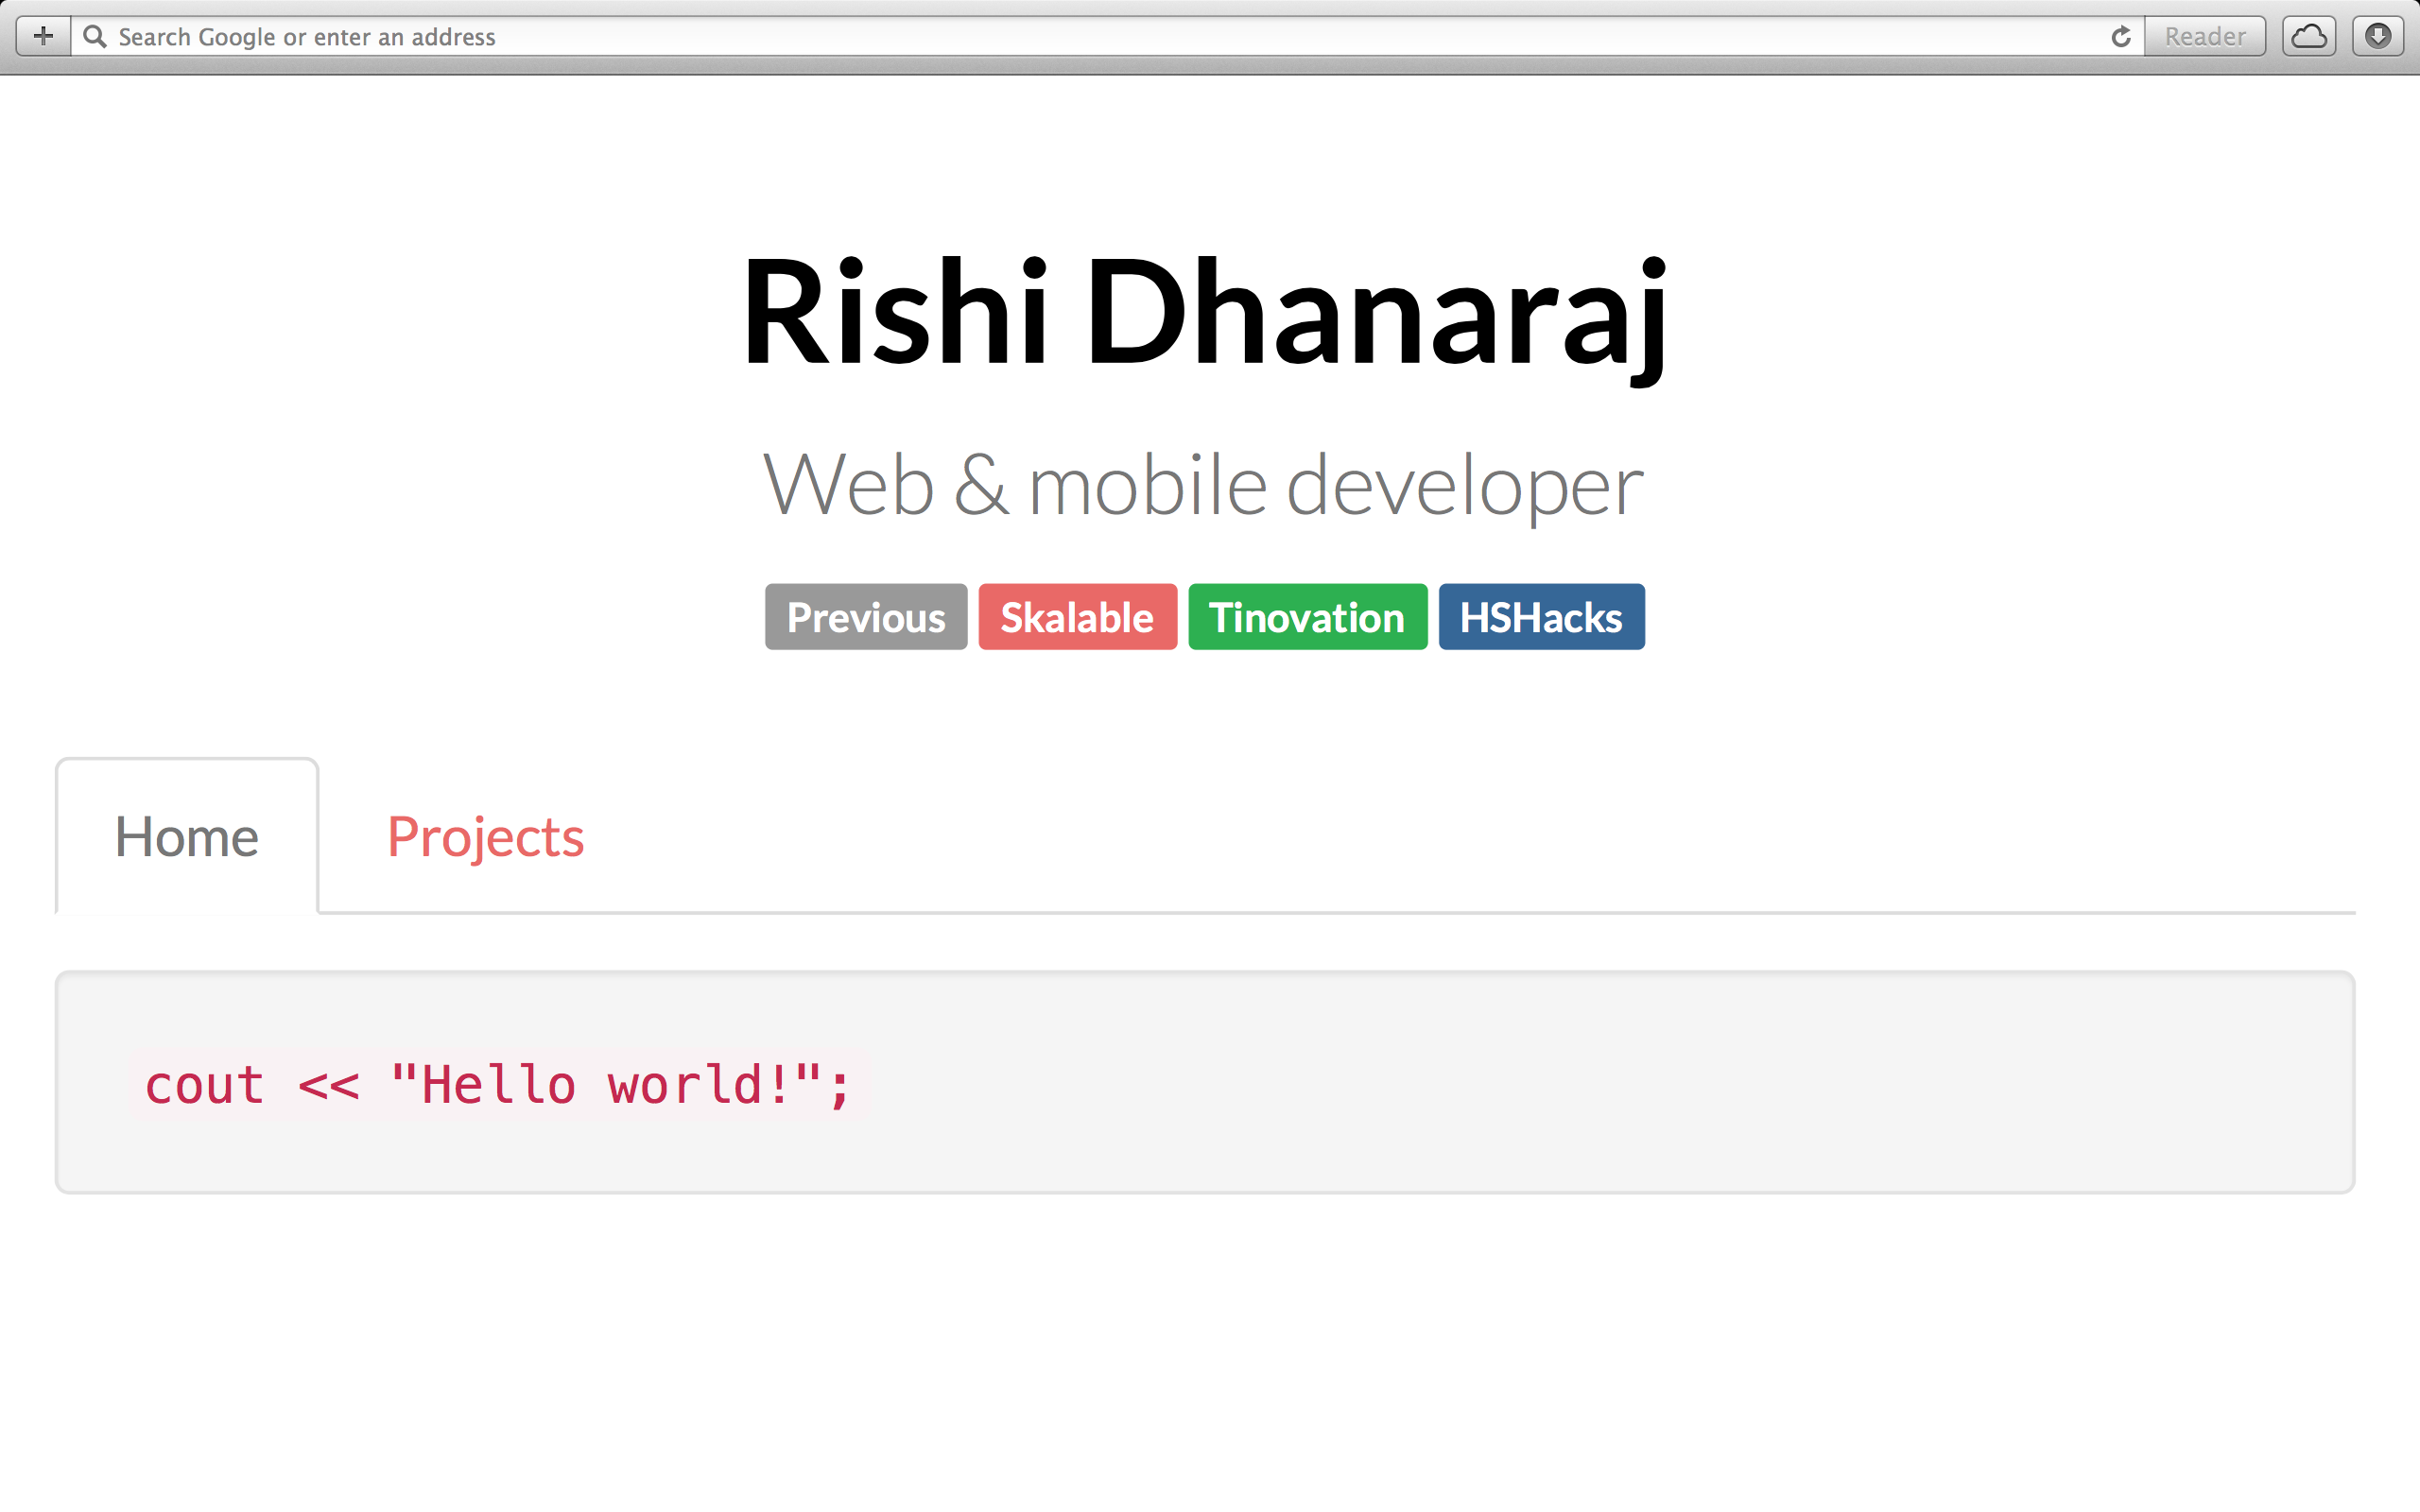 Search Google or enter an address Reader
Rishi Dhanaraj
Web & mobile developer
Previous Skalable Tinovation HSHacks
Home Projects
cout << "Hello world!";